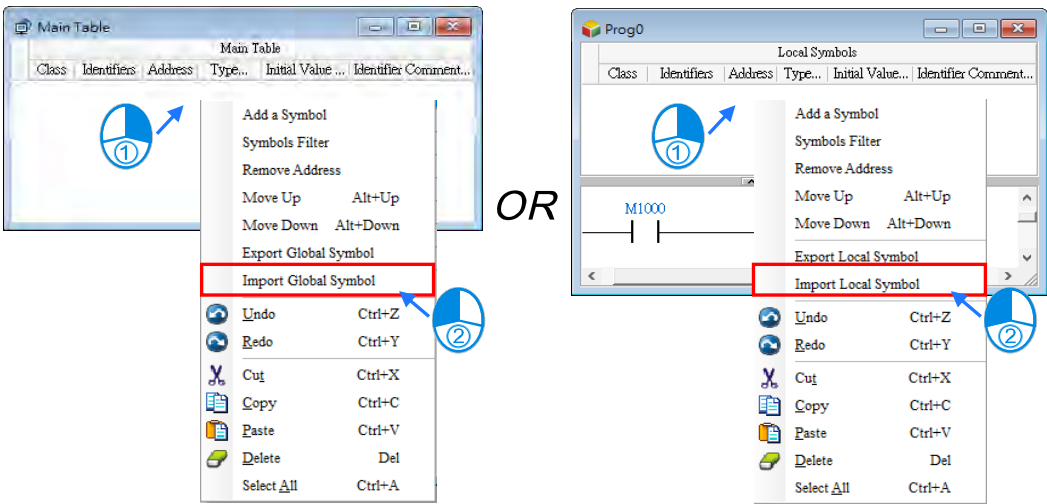 Main Table
Main Table
Class Identifiers Address Type... Initial Value ... Identifier Comment...
①
Add a Symbol
Symbols Filter
Remove Address
Move Up Alt+Up
Move Down Alt+Down
Export Global Symbol
Import Global Symbol
②
Undo Ctrl+Z
Redo Ctrl+Y
Cut Ctrl+X
Copy Ctrl+C
Paste Ctrl+V
Delete Del
Select All Ctrl+A
OR
Prog0
Local Symbols
Class Identifiers Address Type... Initial Value... Identifier Comment...
①
M1000
Add a Symbol
Symbols Filter
Remove Address
Move Up Alt+Up
Move Down Alt+Down
Export Local Symbol
Import Local Symbol
②
Undo Ctrl+Z
Redo Ctrl+Y
Cut Ctrl+X
Copy Ctrl+C
Paste Ctrl+V
Delete Del
Select All Ctrl+A